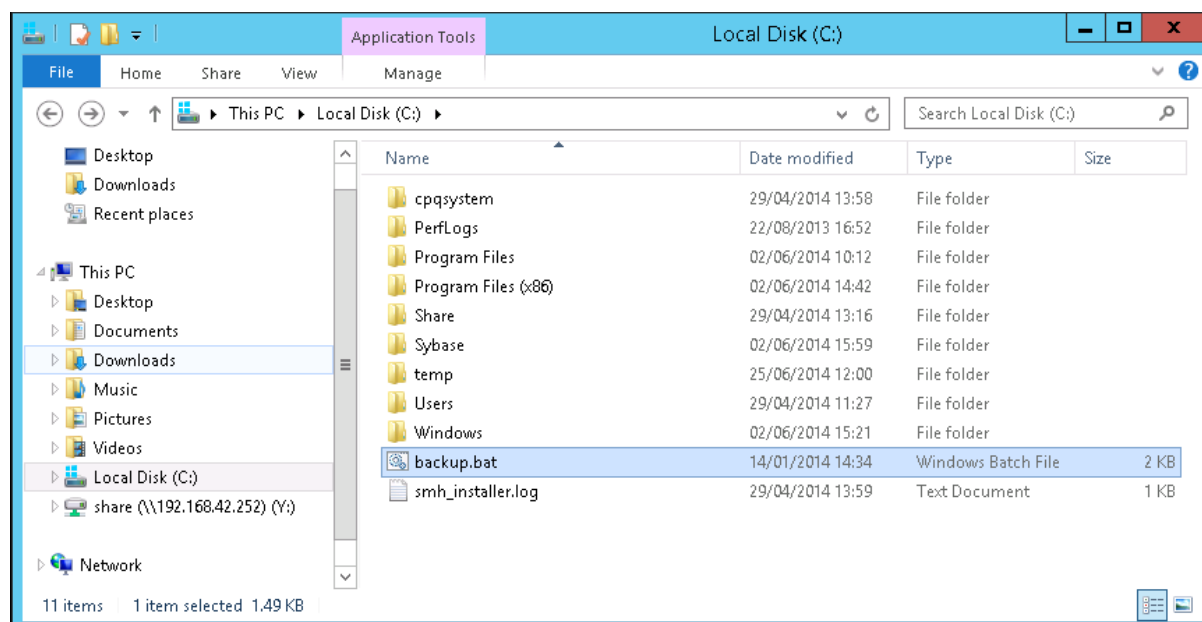 Application Tools
Local Disk (C:)
File Home Share View Manage
This PC Local Disk (C:)
Search Local Disk (C:)
Desktop
Downloads
Recent places
This PC
Desktop
Documents
Downloads
Music
Pictures
Videos
Local Disk (C:)
share (\\192.168.42.252) (Y:)
Network
Name Date modified Type Size
cpqsystem 29/04/2014 13:58 File folder
PerfLogs 22/08/2013 16:52 File folder
Program Files 02/06/2014 10:12 File folder
Program Files (x86) 02/06/2014 14:42 File folder
Share 29/04/2014 13:16 File folder
Sybase 02/06/2014 15:59 File folder
temp 25/06/2014 12:00 File folder
Users 29/04/2014 11:27 File folder
Windows 02/06/2014 15:21 File folder
backup.bat 14/01/2014 14:34 Windows Batch File 2 KB
smh_installer.log 29/04/2014 13:59 Text Document 1 KB
11 items 1 item selected 1.49 KB